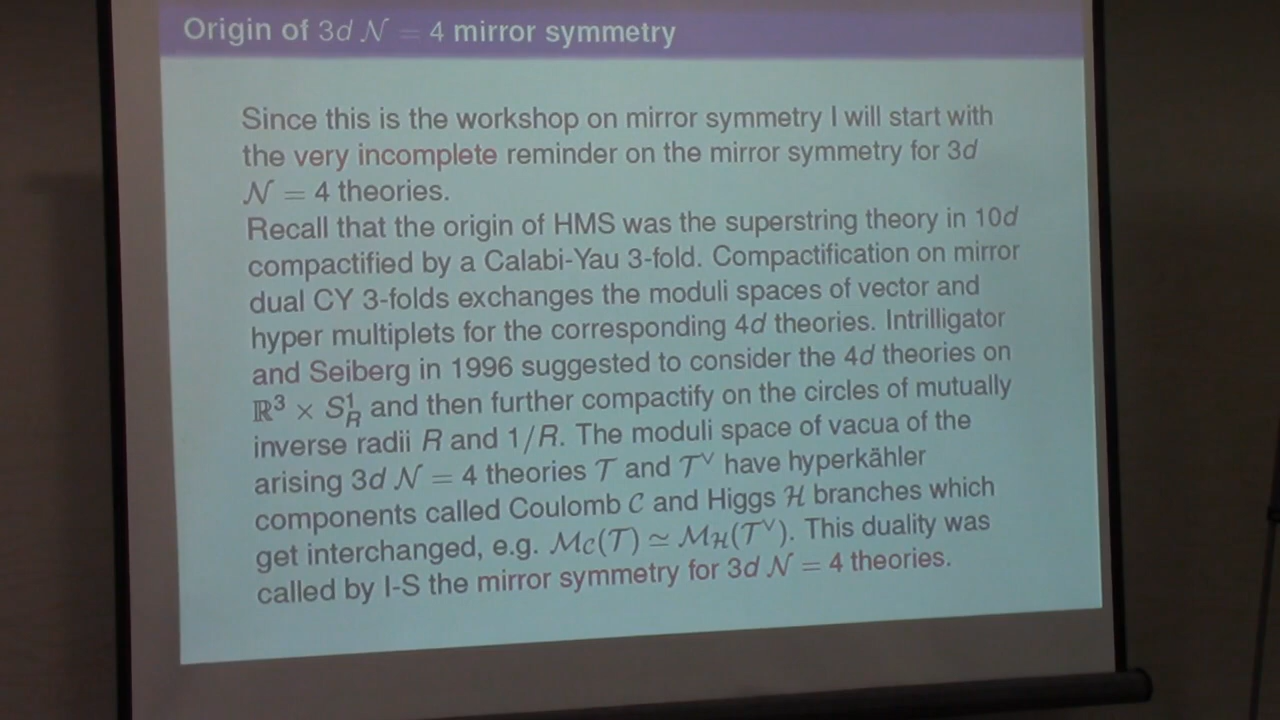 Origin of 3d 𝒩 = 4 mirror symmetry
Since this is the workshop on mirror symmetry I will start with
the very incomplete reminder on the mirror symmetry for 3d
𝒩 = 4 theories.
Recall that the origin of HMS was the superstring theory in 10d
compactified by a Calabi-Yau 3-fold. Compactification on mirror
dual CY 3-folds exchanges the moduli spaces of vector and
hyper multiplets for the corresponding 4d theories. Intrilligator
and Seiberg in 1996 suggested to consider the 4d theories on
ℝ³ × S¹_R and then further compactify on the circles of mutually
inverse radii R and 1/R. The moduli space of vacua of the
arising 3d 𝒩 = 4 theories 𝒯 and 𝒯^∨ have hyperkähler
components called Coulomb 𝒞 and Higgs ℋ branches which
get interchanged, e.g. ℳ_𝒞(𝒯) ≃ ℳ_ℋ(𝒯^∨). This duality was
called by I-S the mirror symmetry for 3d 𝒩 = 4 theories.